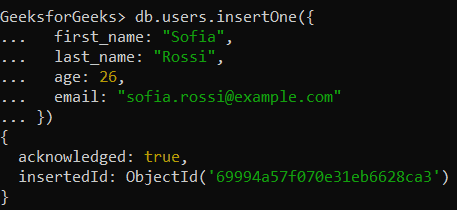 GeeksforGeeks> db.users.insertOne({
...   first_name: "Sofia",
...   last_name: "Rossi",
...   age: 26,
...   email: "sofia.rossi@example.com"
... })
{
  acknowledged: true,
  insertedId: ObjectId('69994a57f070e31eb6628ca3')
}